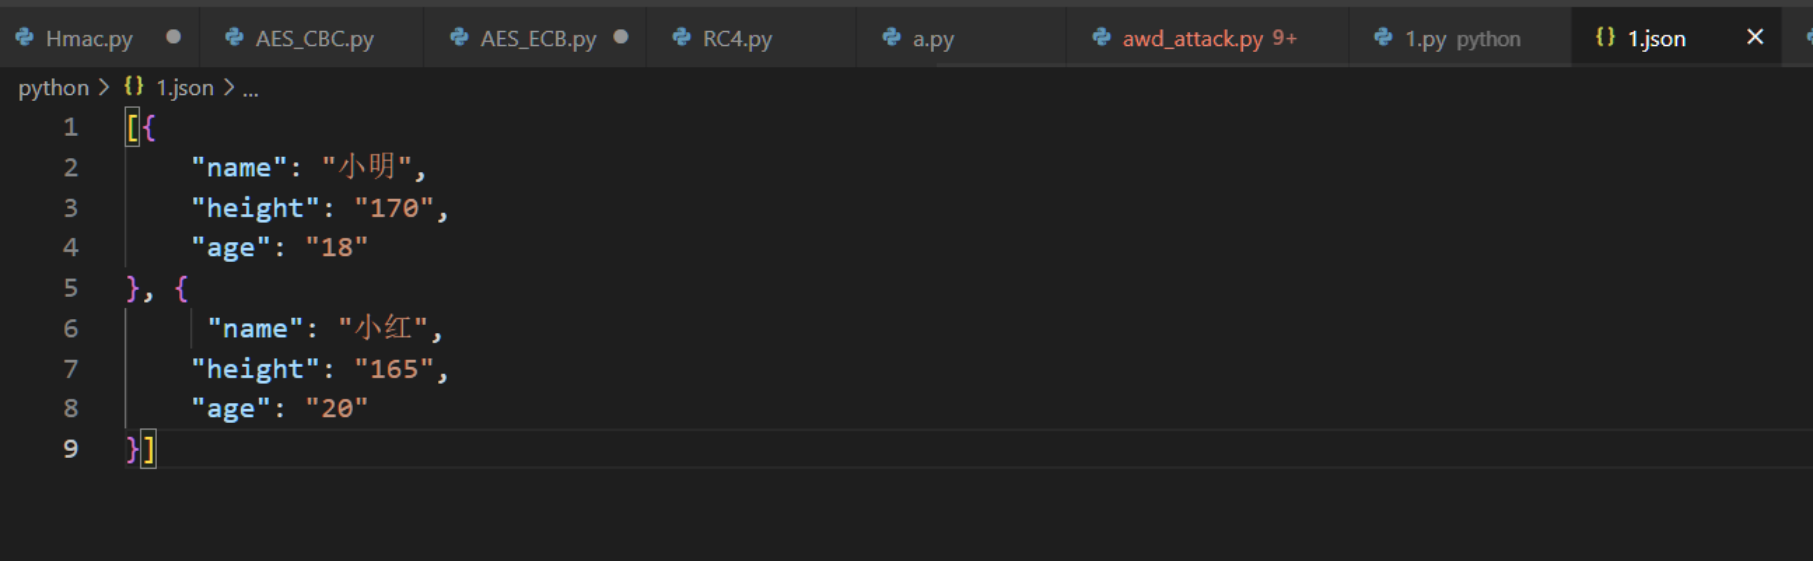 Hmac.py AES_CBC.py AES_ECB.py RC4.py a.py awd_attack.py 9+ 1.py python {} 1.json ×
python > {} 1.json > ...
1 [{
2 "name": "小明",
3 "height": "170",
4 "age": "18"
5 }, {
6 "name": "小红",
7 "height": "165",
8 "age": "20"
9 }]